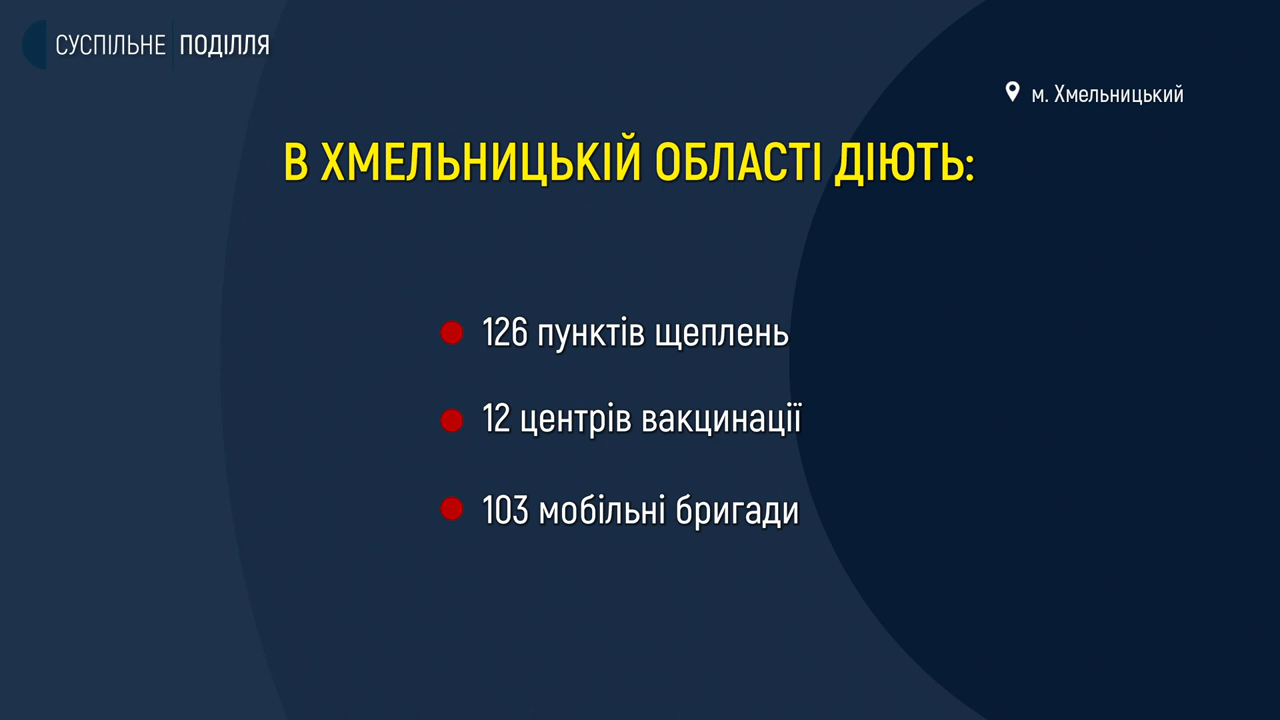 СУСПІЛЬНЕ ПОДІЛЛЯ
м. Хмельницький
В ХМЕЛЬНИЦЬКІЙ ОБЛАСТІ ДІЮТЬ:
126 пунктів щеплень
12 центрів вакцинації
103 мобільні бригади